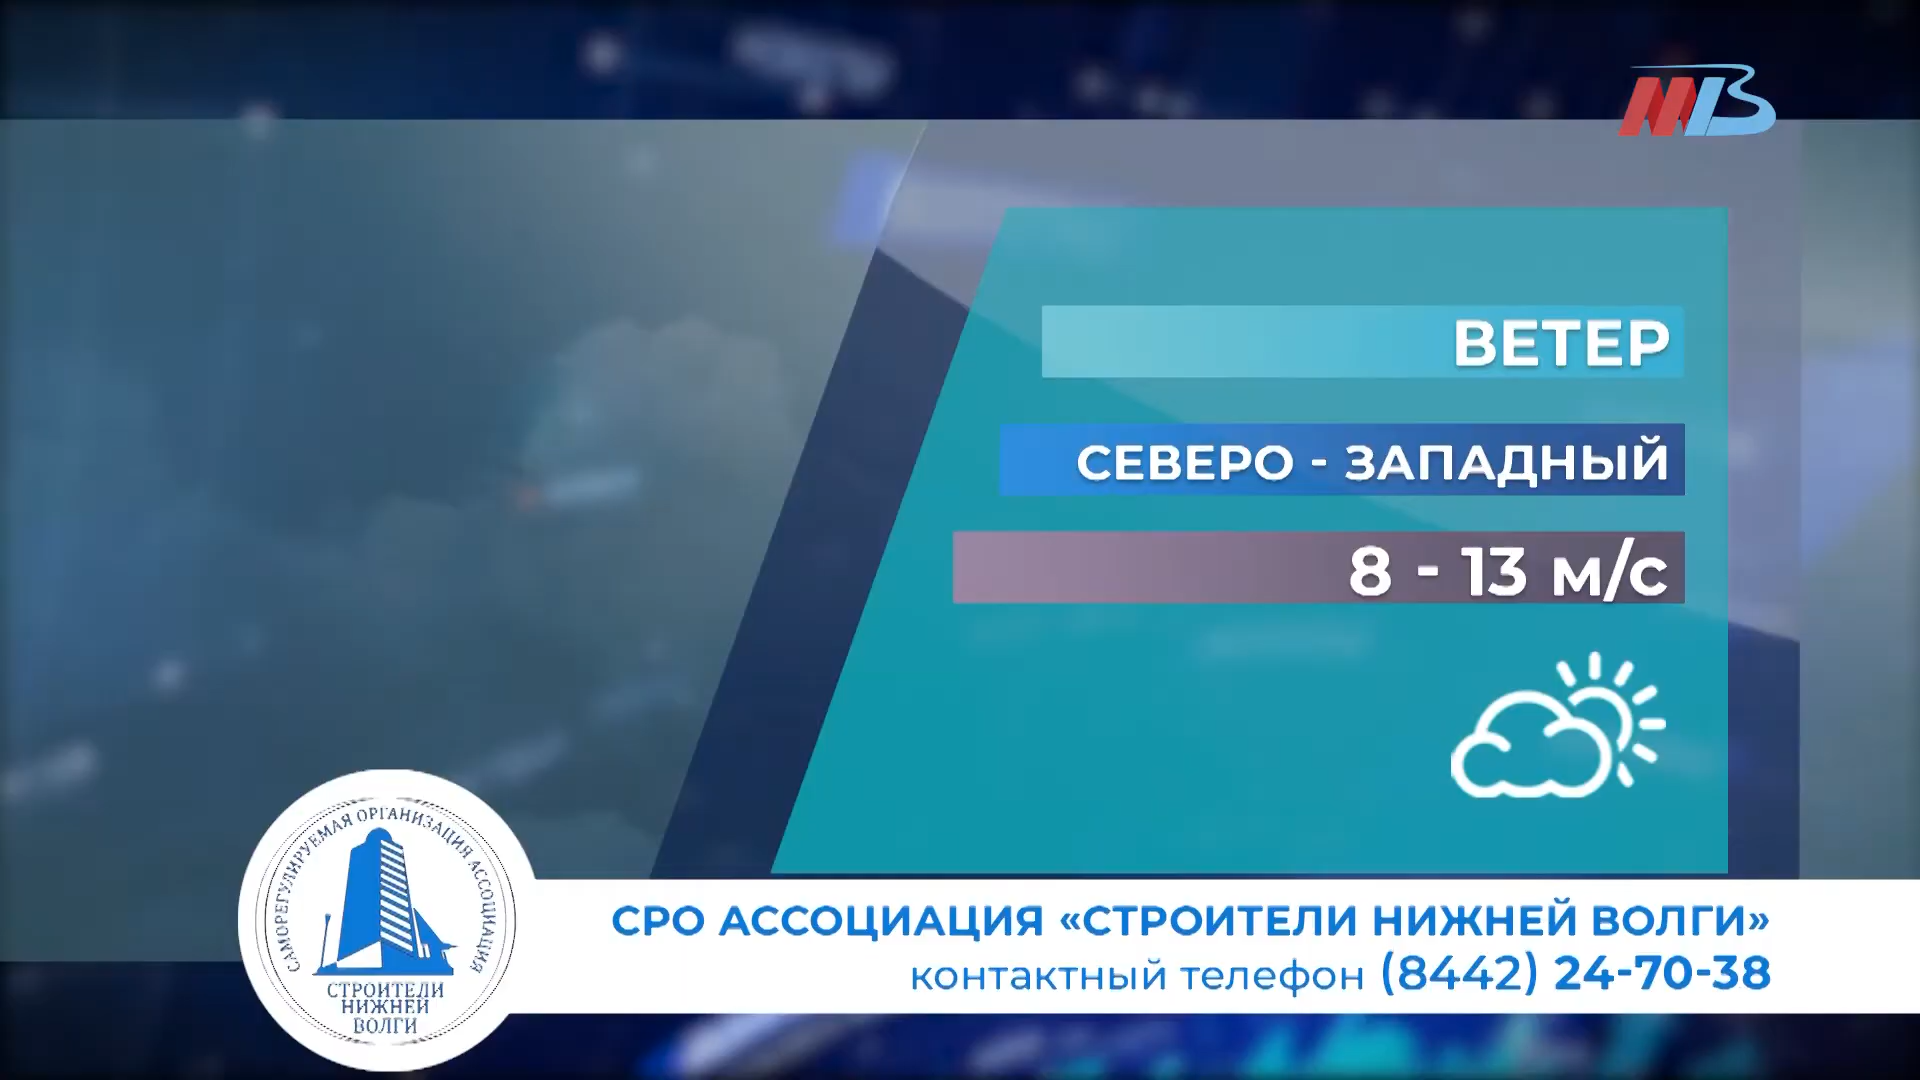 МВ
ВЕТЕР
СЕВЕРО - ЗАПАДНЫЙ
8 - 13 м/с
САМОРЕГУЛИРУЕМАЯ ОРГАНИЗАЦИЯ АССОЦИАЦИЯ
СТРОИТЕЛИ
НИЖНЕЙ
ВОЛГИ
СРО АССОЦИАЦИЯ «СТРОИТЕЛИ НИЖНЕЙ ВОЛГИ»
контактный телефон (8442) 24-70-38